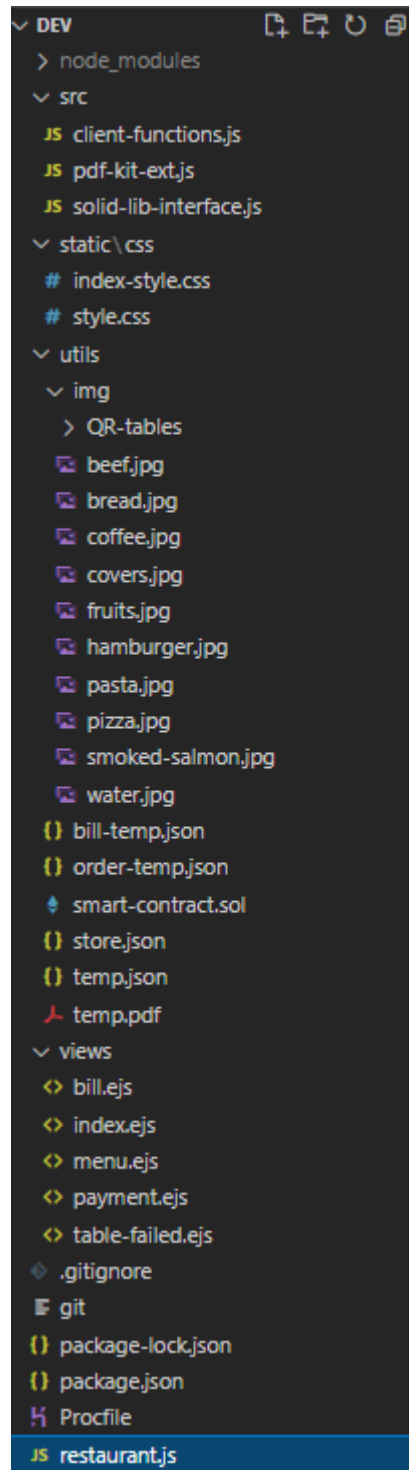 DEV
node_modules
src
JS client-functions.js
JS pdf-kit-ext.js
JS solid-lib-interface.js
static\css
# index-style.css
# style.css
utils
img
QR-tables
beef.jpg
bread.jpg
coffee.jpg
covers.jpg
fruits.jpg
hamburger.jpg
pasta.jpg
pizza.jpg
smoked-salmon.jpg
water.jpg
{} bill-temp.json
{} order-temp.json
smart-contract.sol
{} store.json
{} temp.json
temp.pdf
views
<> bill.ejs
<> index.ejs
<> menu.ejs
<> payment.ejs
<> table-failed.ejs
.gitignore
git
{} package-lock.json
{} package.json
Procfile
JS restaurant.js